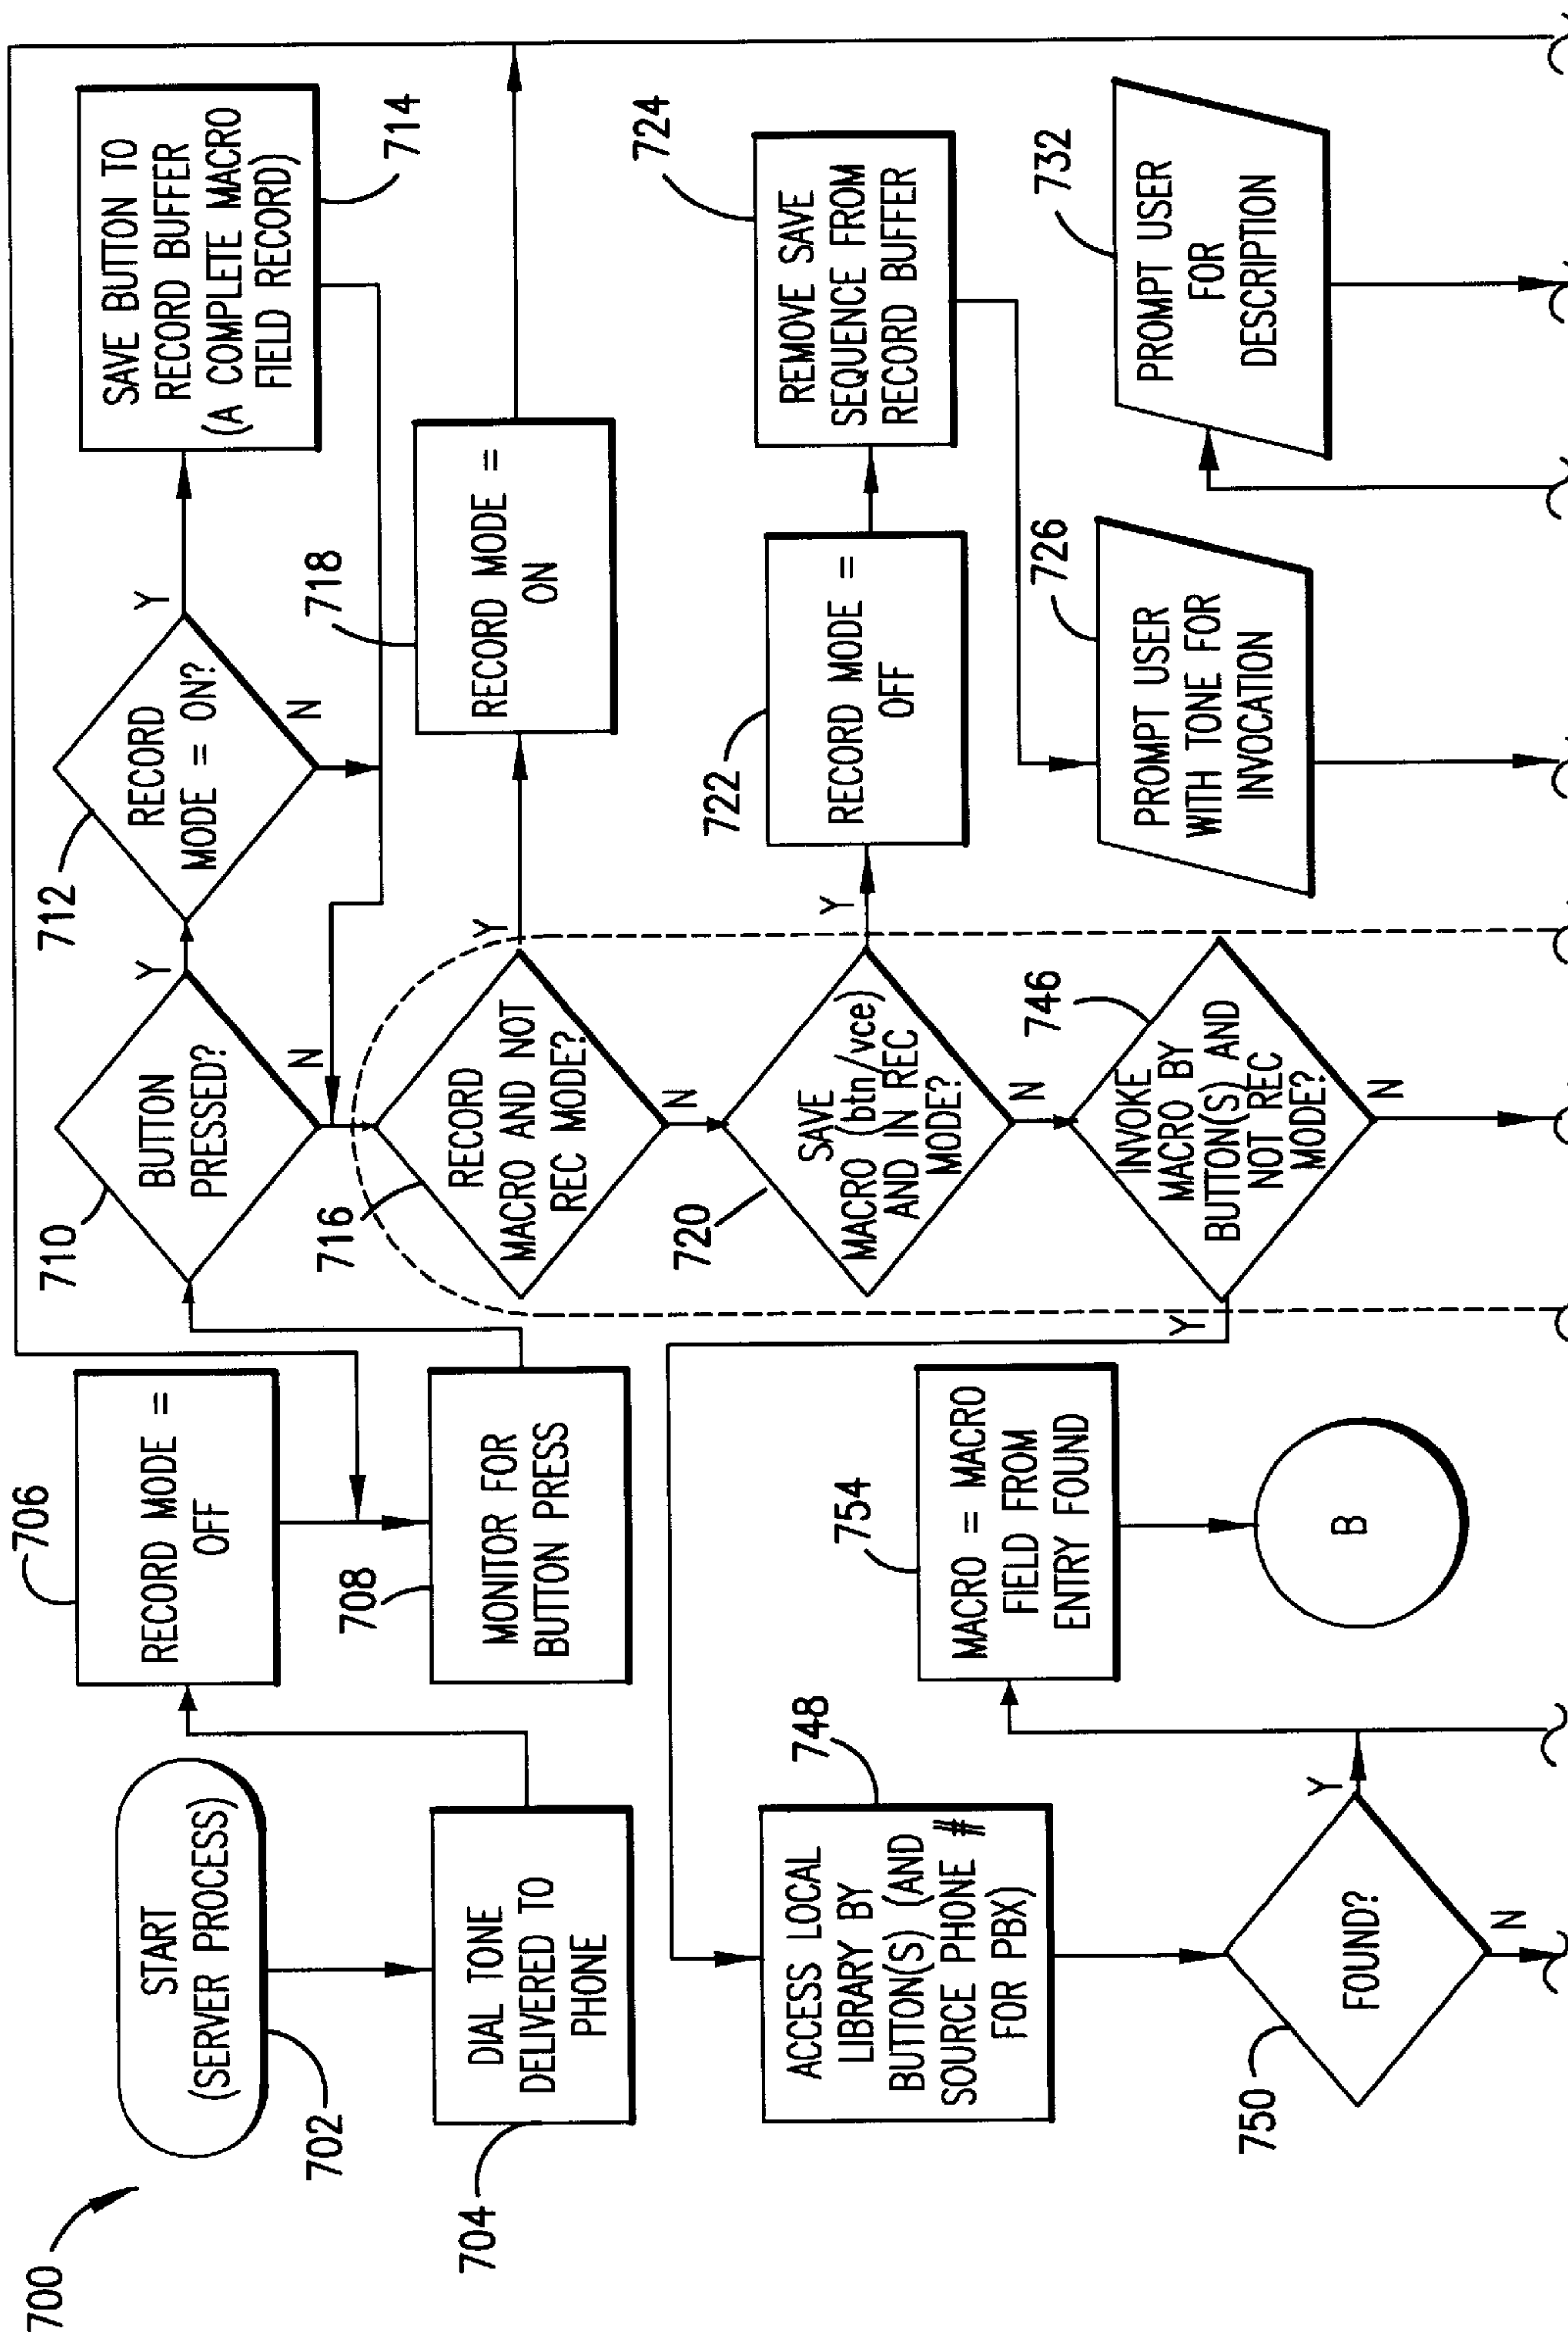 700
START
(SERVER PROCESS)
702
DIAL TONE
DELIVERED TO
PHONE
704
RECORD MODE =
OFF
706
MONITOR FOR
BUTTON PRESS
708
BUTTON
PRESSED?
710
Y
N
RECORD
MODE = ON?
712
Y
N
SAVE BUTTON TO
RECORD BUFFER
(A COMPLETE MACRO
FIELD RECORD)
714
RECORD
MACRO AND NOT
REC MODE?
716
Y
N
RECORD MODE =
ON
718
SAVE
MACRO (btn/vce)
AND IN REC
MODE?
720
Y
N
RECORD MODE =
OFF
722
REMOVE SAVE
SEQUENCE FROM
RECORD BUFFER
724
PROMPT USER
WITH TONE FOR
INVOCATION
726
PROMPT USER
FOR
DESCRIPTION
732
INVOKE
MACRO BY
BUTTON(S) AND
NOT REC
MODE?
746
Y
N
ACCESS LOCAL
LIBRARY BY
BUTTON(S) (AND
SOURCE PHONE #
FOR PBX)
748
FOUND?
750
Y
N
MACRO = MACRO
FIELD FROM
ENTRY FOUND
754
B